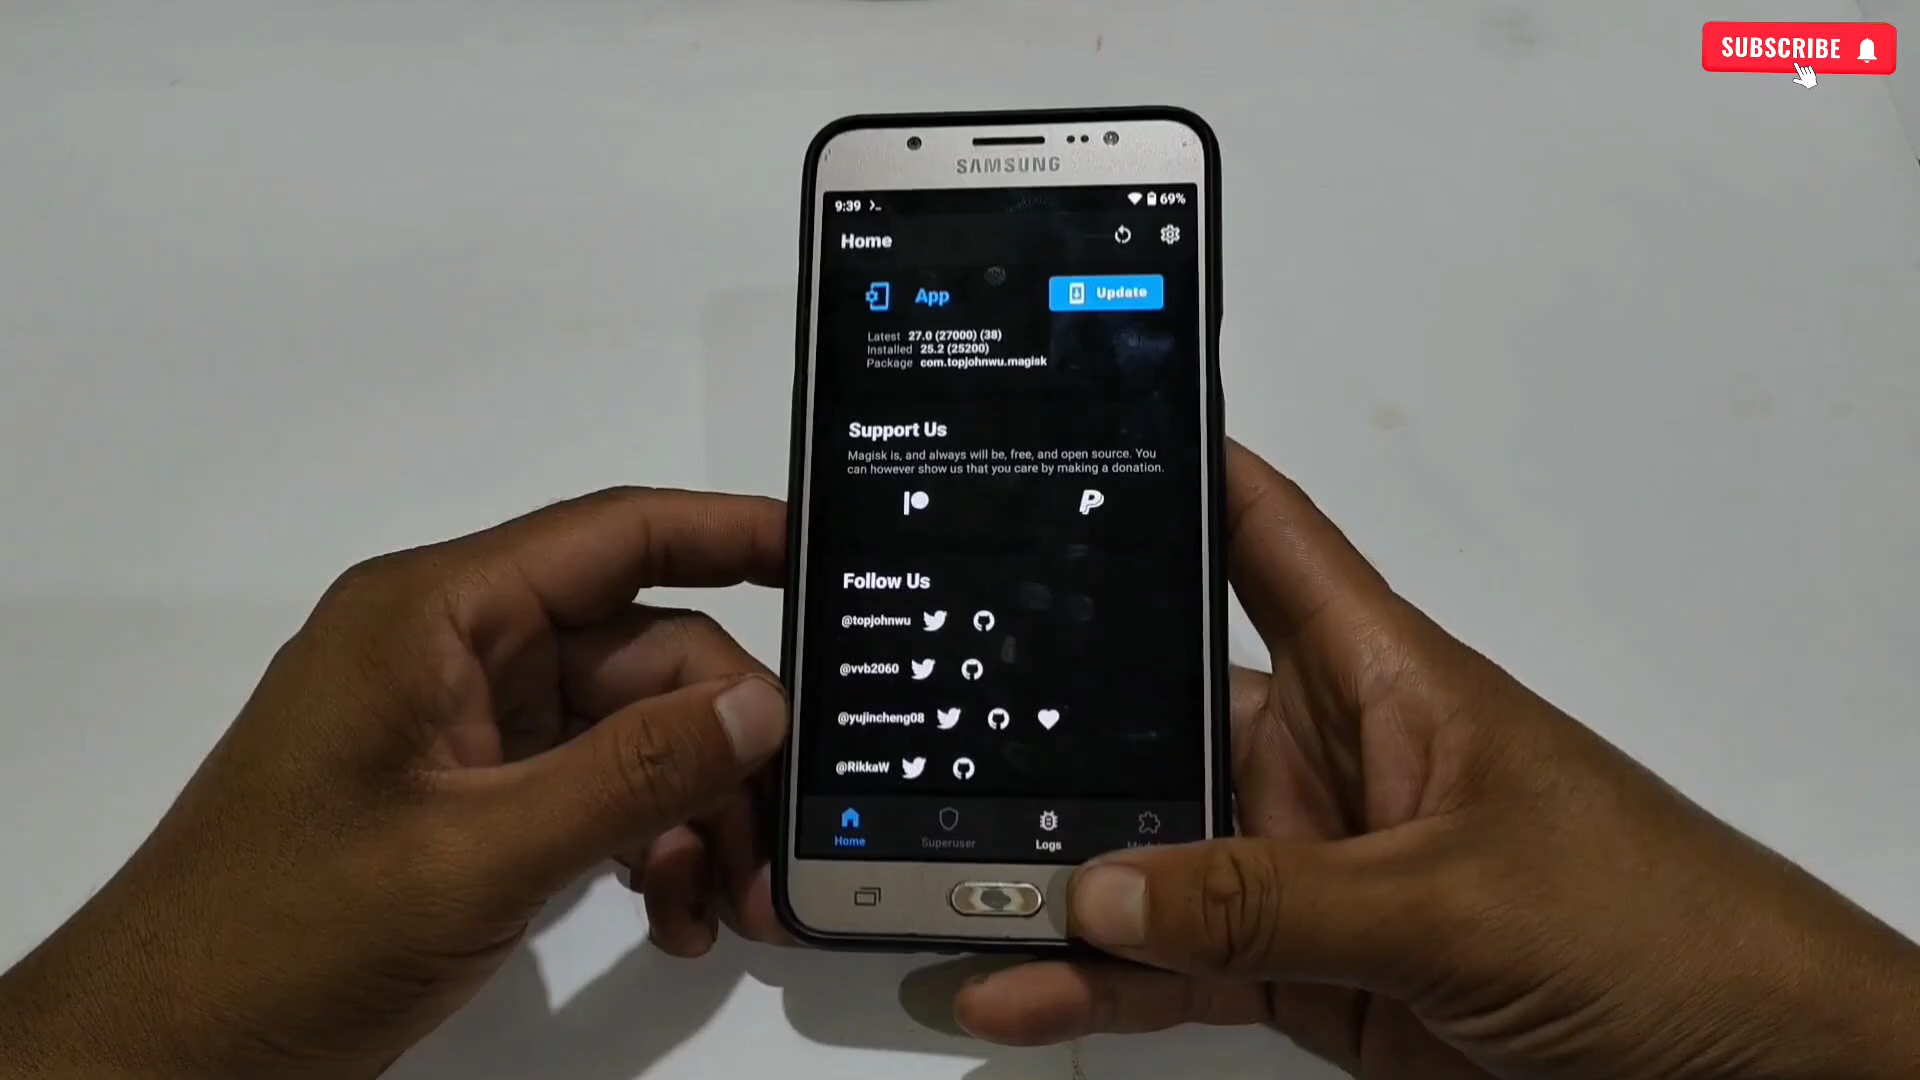 SUBSCRIBE
SAMSUNG
9:39
69%
Home
App
Update
Latest 27.0 (27000) (38)
Installed 25.2 (25200)
Package com.topjohnwu.magisk
Support Us
Magisk is, and always will be, free, and open source. You
can however show us that you care by making a donation.
Follow Us
@topjohnwu
@vvb2060
@yujincheng08
@RikkaW
Home
Superuser
Logs